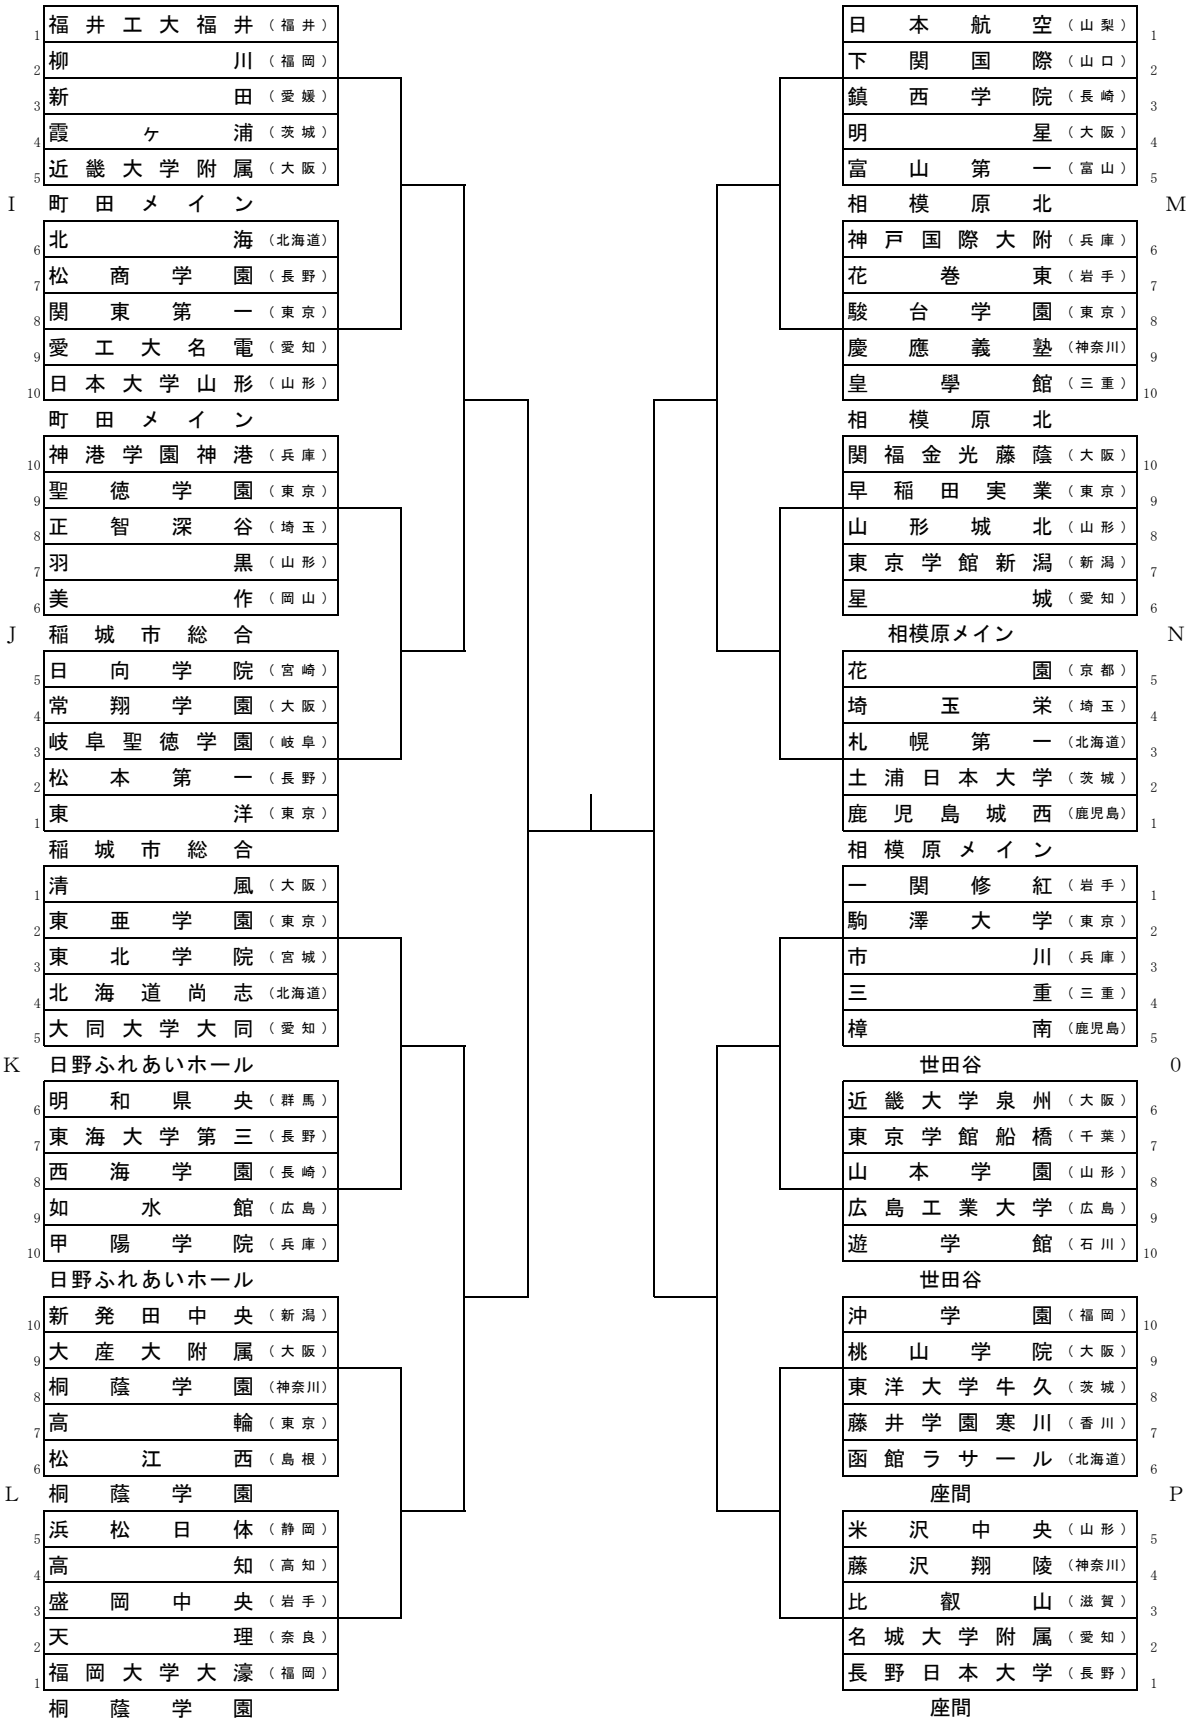 1 福井工大福井（福井）
2 柳川（福岡）
3 新田（愛媛）
4 霞ヶ浦（茨城）
5 近畿大学附属（大阪）
I 町田メイン
6 北海（北海道）
7 松商学園（長野）
8 関東第一（東京）
9 愛工大名電（愛知）
10 日本大学山形（山形）
町田メイン
10 神港学園神港（兵庫）
9 聖徳学園（東京）
8 正智深谷（埼玉）
7 羽黒（山形）
6 美作（岡山）
J 稲城市総合
5 日向学院（宮崎）
4 常翔学園（大阪）
3 岐阜聖徳学園（岐阜）
2 松本第一（長野）
1 東洋（東京）
稲城市総合
1 清風（大阪）
2 東亜学園（東京）
3 東北学院（宮城）
4 北海道尚志（北海道）
5 大同大学大同（愛知）
K 日野ふれあいホール
6 明和県央（群馬）
7 東海大学第三（長野）
8 西海学園（長崎）
9 如水館（広島）
10 甲陽学院（兵庫）
日野ふれあいホール
10 新発田中央（新潟）
9 大産大附属（大阪）
8 桐蔭学園（神奈川）
7 高輪（東京）
6 松江西（島根）
L 桐蔭学園
5 浜松日体（静岡）
4 高知（高知）
3 盛岡中央（岩手）
2 天理（奈良）
1 福岡大学大濠（福岡）
桐蔭学園
日本航空（山梨） 1
下関国際（山口） 2
鎮西学院（長崎） 3
明星（大阪） 4
富山第一（富山） 5
相模原北 M
神戸国際大附（兵庫） 6
花巻東（岩手） 7
駿台学園（東京） 8
慶應義塾（神奈川） 9
皇學館（三重） 10
相模原北
関福金光藤蔭（大阪） 10
早稲田実業（東京） 9
山形城北（山形） 8
東京学館新潟（新潟） 7
星城（愛知） 6
相模原メイン N
花園（京都） 5
埼玉栄（埼玉） 4
札幌第一（北海道） 3
土浦日本大学（茨城） 2
鹿児島城西（鹿児島） 1
相模原メイン
一関修紅（岩手） 1
駒澤大学（東京） 2
市川（兵庫） 3
三重（三重） 4
樟南（鹿児島） 5
世田谷 O
近畿大学泉州（大阪） 6
東京学館船橋（千葉） 7
山本学園（山形） 8
広島工業大学（広島） 9
遊学館（石川） 10
世田谷
沖学園（福岡） 10
桃山学院（大阪） 9
東洋大学牛久（茨城） 8
藤井学園寒川（香川） 7
函館ラサール（北海道） 6
座間 P
米沢中央（山形） 5
藤沢翔陵（神奈川） 4
比叡山（滋賀） 3
名城大学附属（愛知） 2
長野日本大学（長野） 1
座間